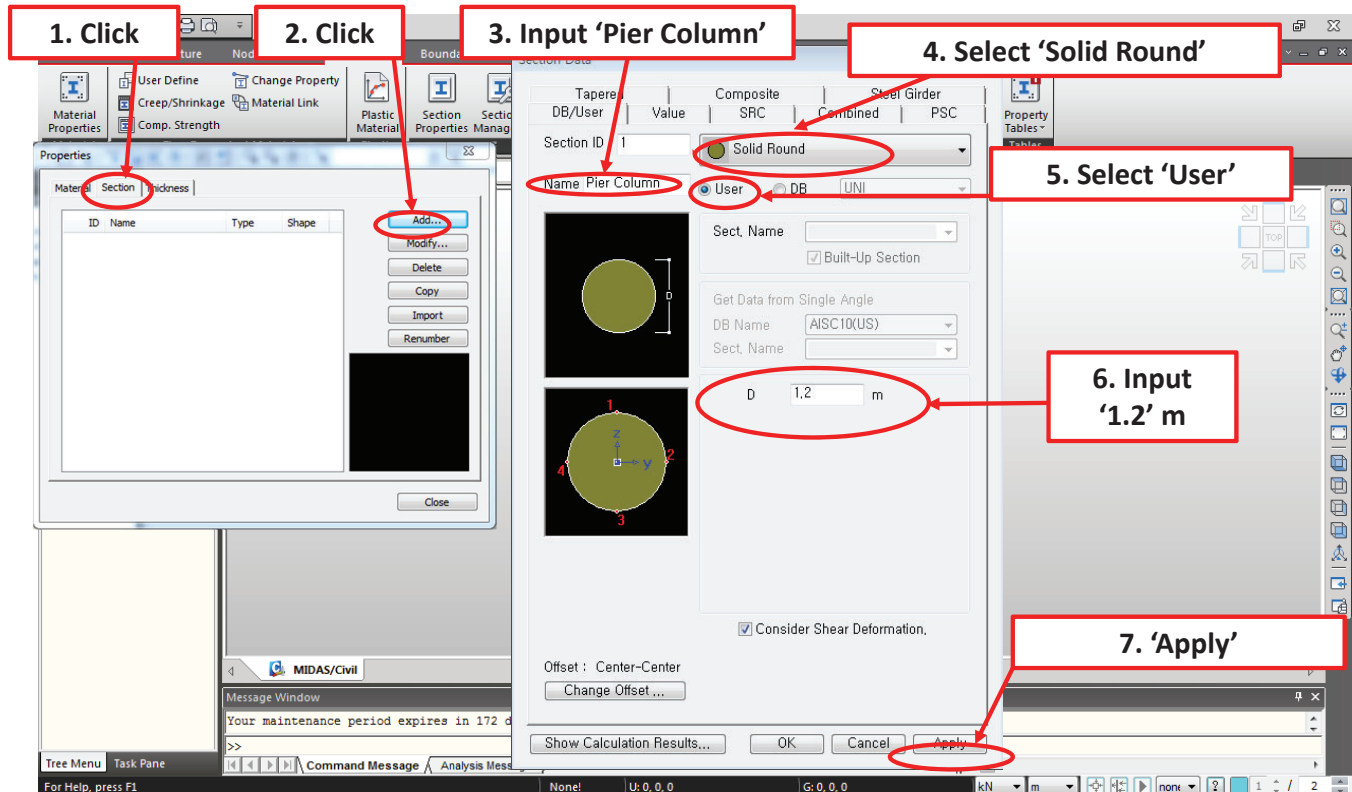 1. Click
2. Click
3. Input ‘Pier Column’
4. Select ‘Solid Round’
5. Select ‘User’
6. Input
‘1.2’ m
7. ‘Apply’
ture
Nod
Bounda
User Define
Creep/Shrinkage
Comp. Strength
Change Property
Material Link
Material
Properties
Plastic
Material
Section
Properties
Sectio
Manag
Property
Tables
Tables
Properties
Material
Section
Thickness
ID Name Type Shape
Add...
Modify...
Delete
Copy
Import
Renumber
Close
Section Data
Tapered
Composite
Steel Girder
DB/User
Value
SRC
Combined
PSC
Section ID 1
Solid Round
Name Pier Column
User
DB
UNI
Sect, Name
Built-Up Section
Get Data from Single Angle
DB Name AISC10(US)
Sect, Name
D 1,2 m
D
1
z
y
2
4
3
Consider Shear Deformation,
Offset : Center-Center
Change Offset ...
Show Calculation Results...
OK
Cancel
Apply
TOP
MIDAS/Civil
Message Window
Your maintenance period expires in 172 d
>>
Command Message
Analysis Mess
Tree Menu
Task Pane
For Help, press F1
None!
U: 0, 0, 0
G: 0, 0, 0
kN
m
none
1 / 2